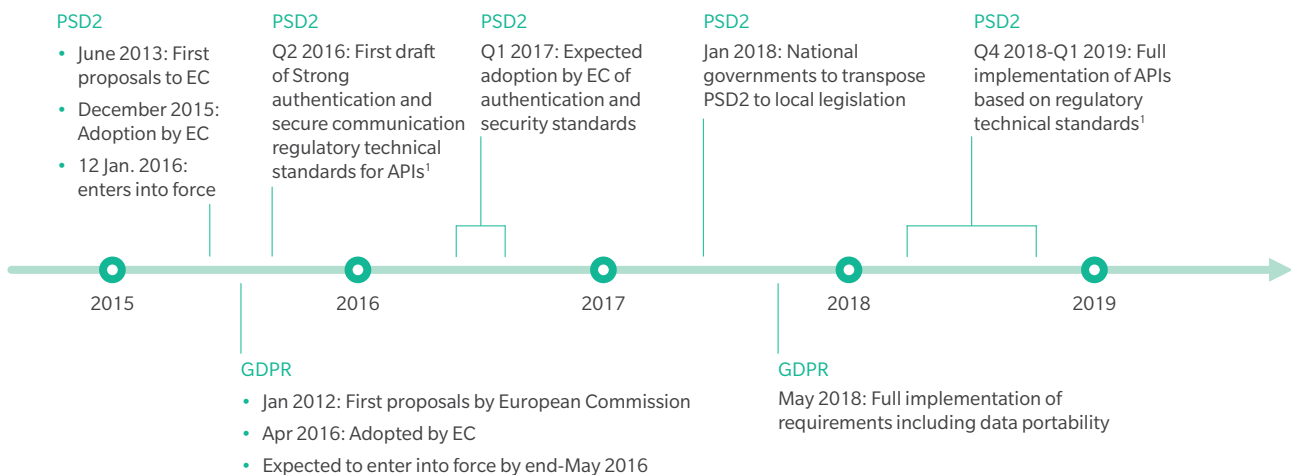 PSD2
• June 2013: First
proposals to EC
• December 2015:
Adoption by EC
• 12 Jan. 2016:
enters into force
PSD2
Q2 2016: First draft
of Strong
authentication and
secure communication
regulatory technical
standards for APIs¹
PSD2
Q1 2017: Expected
adoption by EC of
authentication and
security standards
PSD2
Jan 2018: National
governments to transpose
PSD2 to local legislation
PSD2
Q4 2018-Q1 2019: Full
implementation of APIs
based on regulatory
technical standards¹
2015
2016
2017
2018
2019
GDPR
• Jan 2012: First proposals by European Commission
• Apr 2016: Adopted by EC
• Expected to enter into force by end-May 2016
GDPR
May 2018: Full implementation of
requirements including data portability